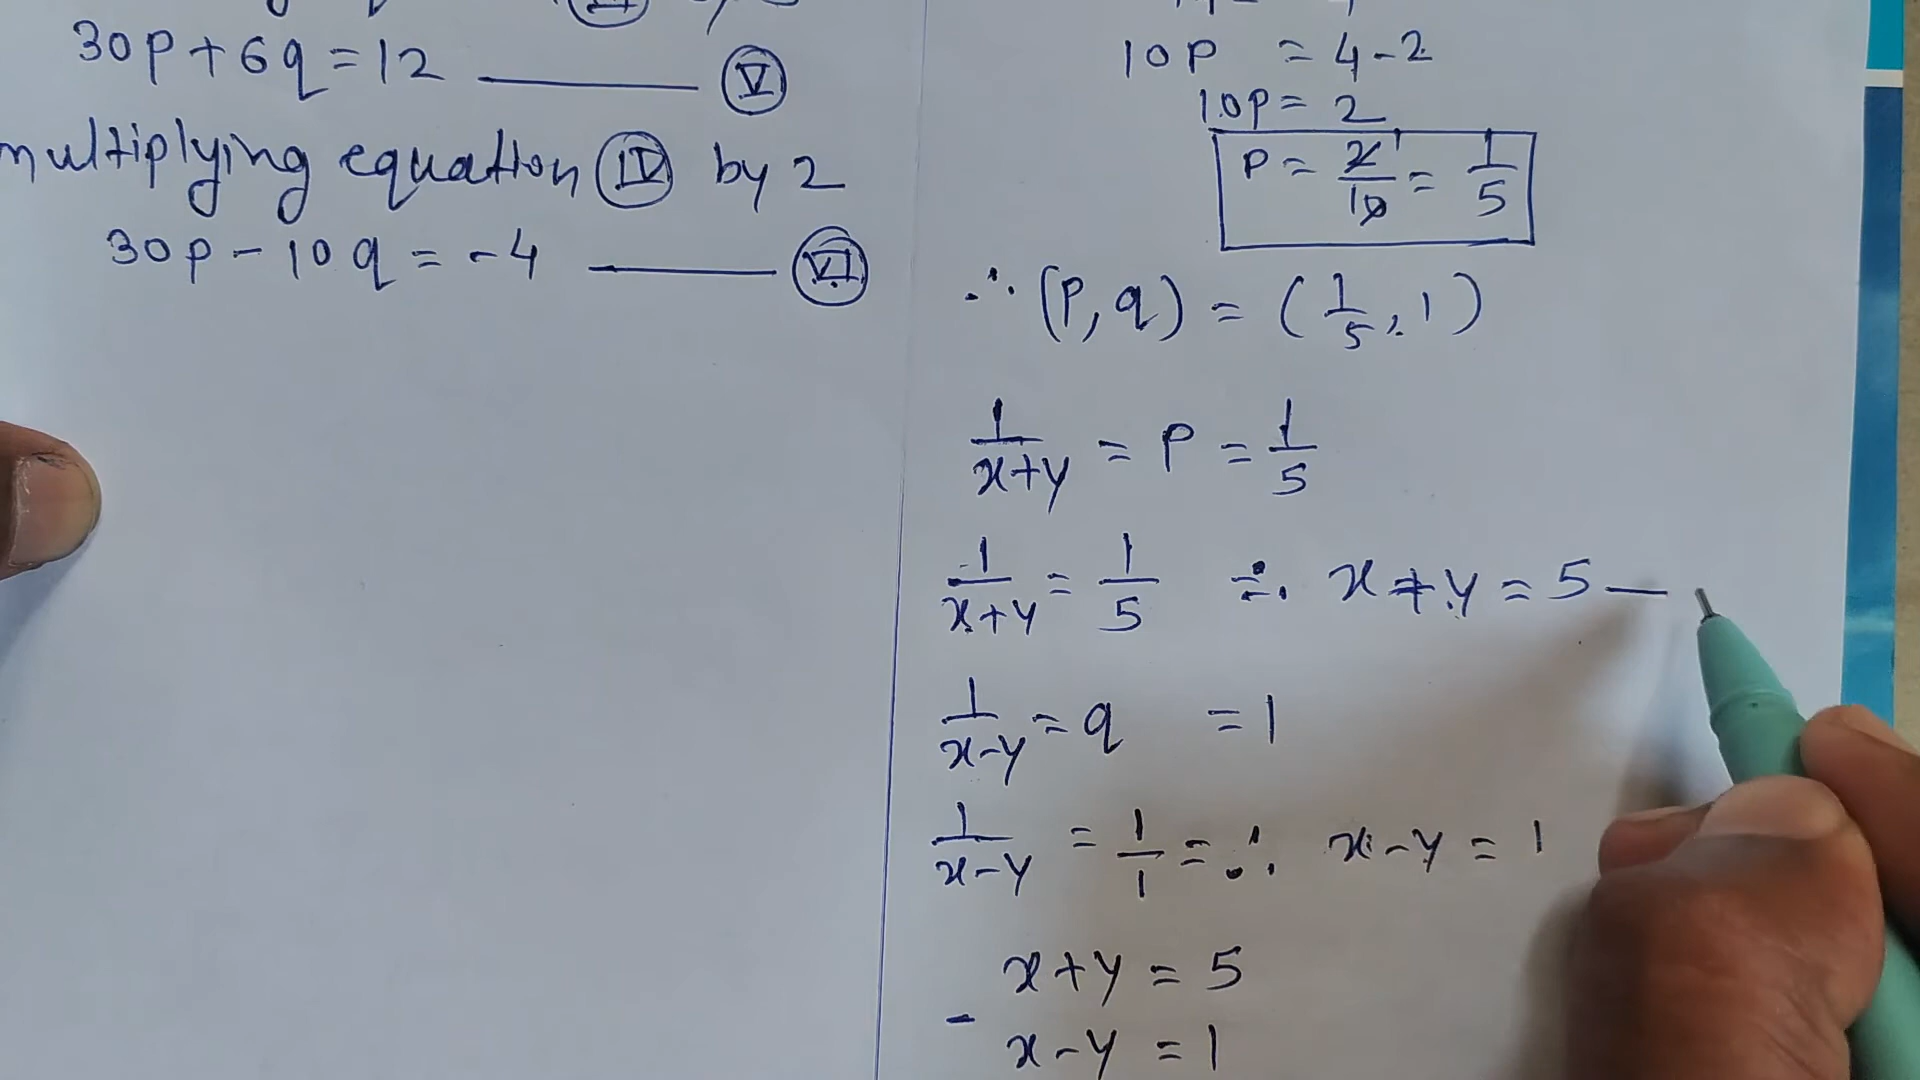 30p + 6q = 12 —— (V)
multiplying equation (IV) by 2
30p - 10q = -4 —— (VI)
10p = 4 - 2
10p = 2
p = 2/10 = 1/5
∴ (p, q) = (1/5, 1)
1/(x+y) = p = 1/5
1/(x+y) = 1/5 ∴ x + y = 5 —
1/(x-y) = q = 1
1/(x-y) = 1/1 = ∴ x - y = 1
x + y = 5
- x - y = 1